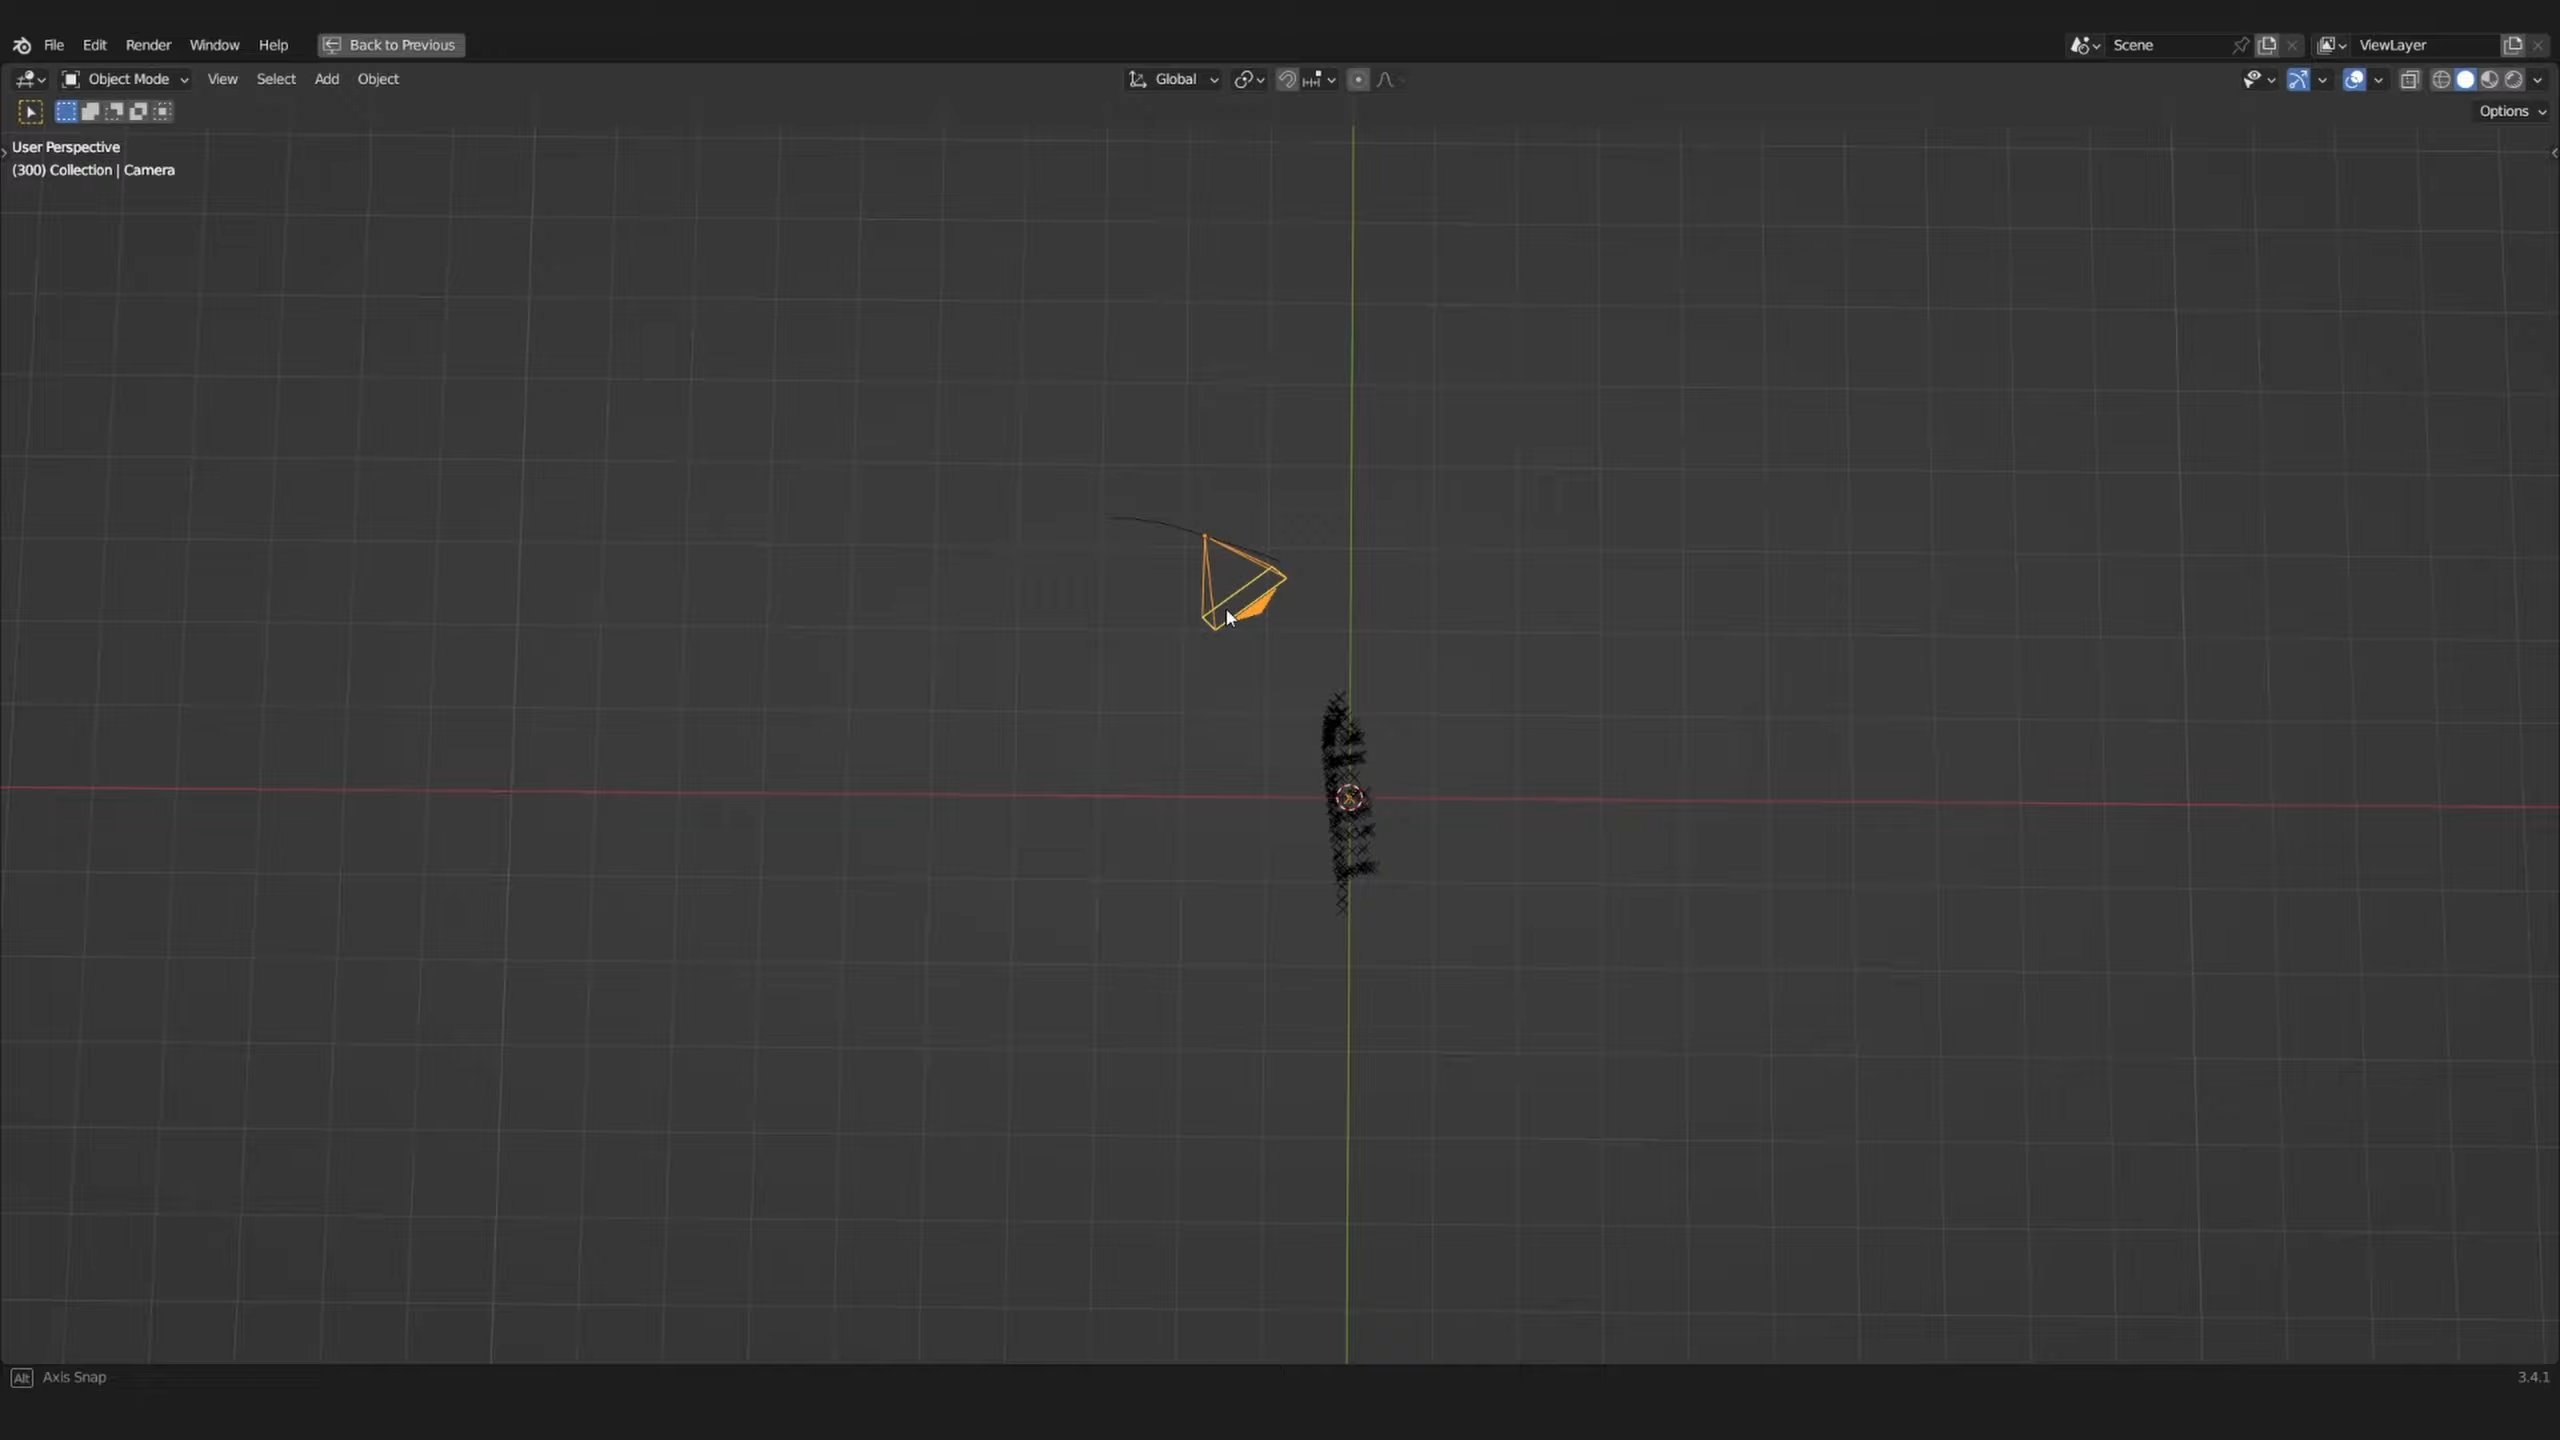 File Edit Render Window Help Back to Previous Scene ViewLayer
Object Mode View Select Add Object Global
Options
User Perspective
(300) Collection | Camera
Alt Axis Snap 3.4.1